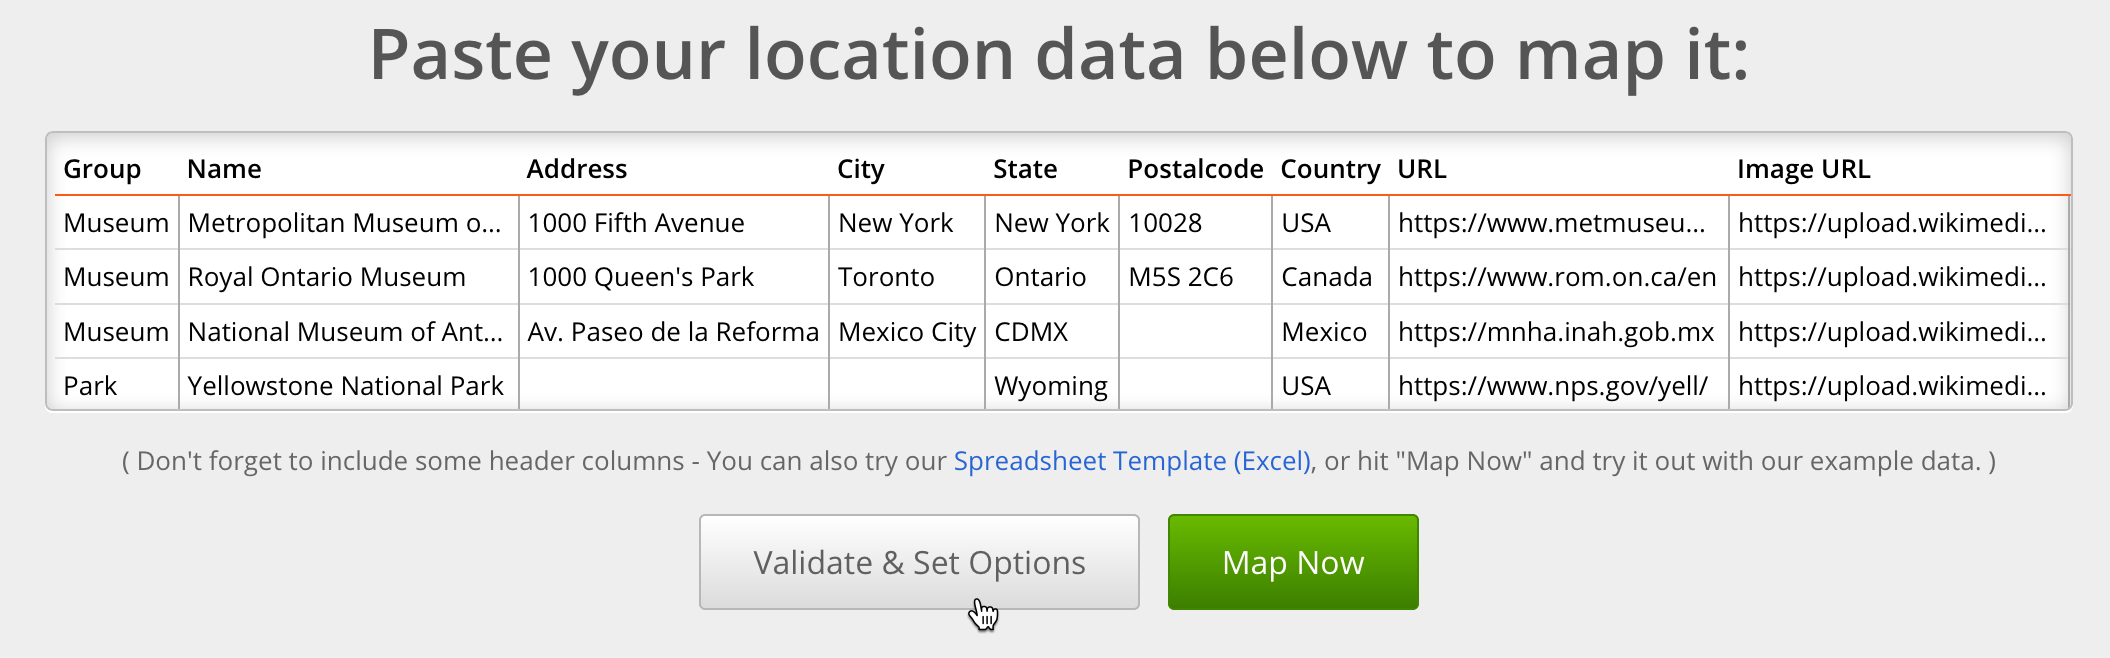 Paste your location data below to map it:
Group Name Address City State Postalcode Country URL Image URL
Museum Metropolitan Museum o... 1000 Fifth Avenue New York New York 10028 USA https://www.metmuseu... https://upload.wikimedi...
Museum Royal Ontario Museum 1000 Queen's Park Toronto Ontario M5S 2C6 Canada https://www.rom.on.ca/en https://upload.wikimedi...
Museum National Museum of Ant... Av. Paseo de la Reforma Mexico City CDMX Mexico https://mnha.inah.gob.mx https://upload.wikimedi...
Park Yellowstone National Park Wyoming USA https://www.nps.gov/yell/ https://upload.wikimedi...
( Don't forget to include some header columns - You can also try our Spreadsheet Template (Excel), or hit "Map Now" and try it out with our example data. )
Validate & Set Options Map Now